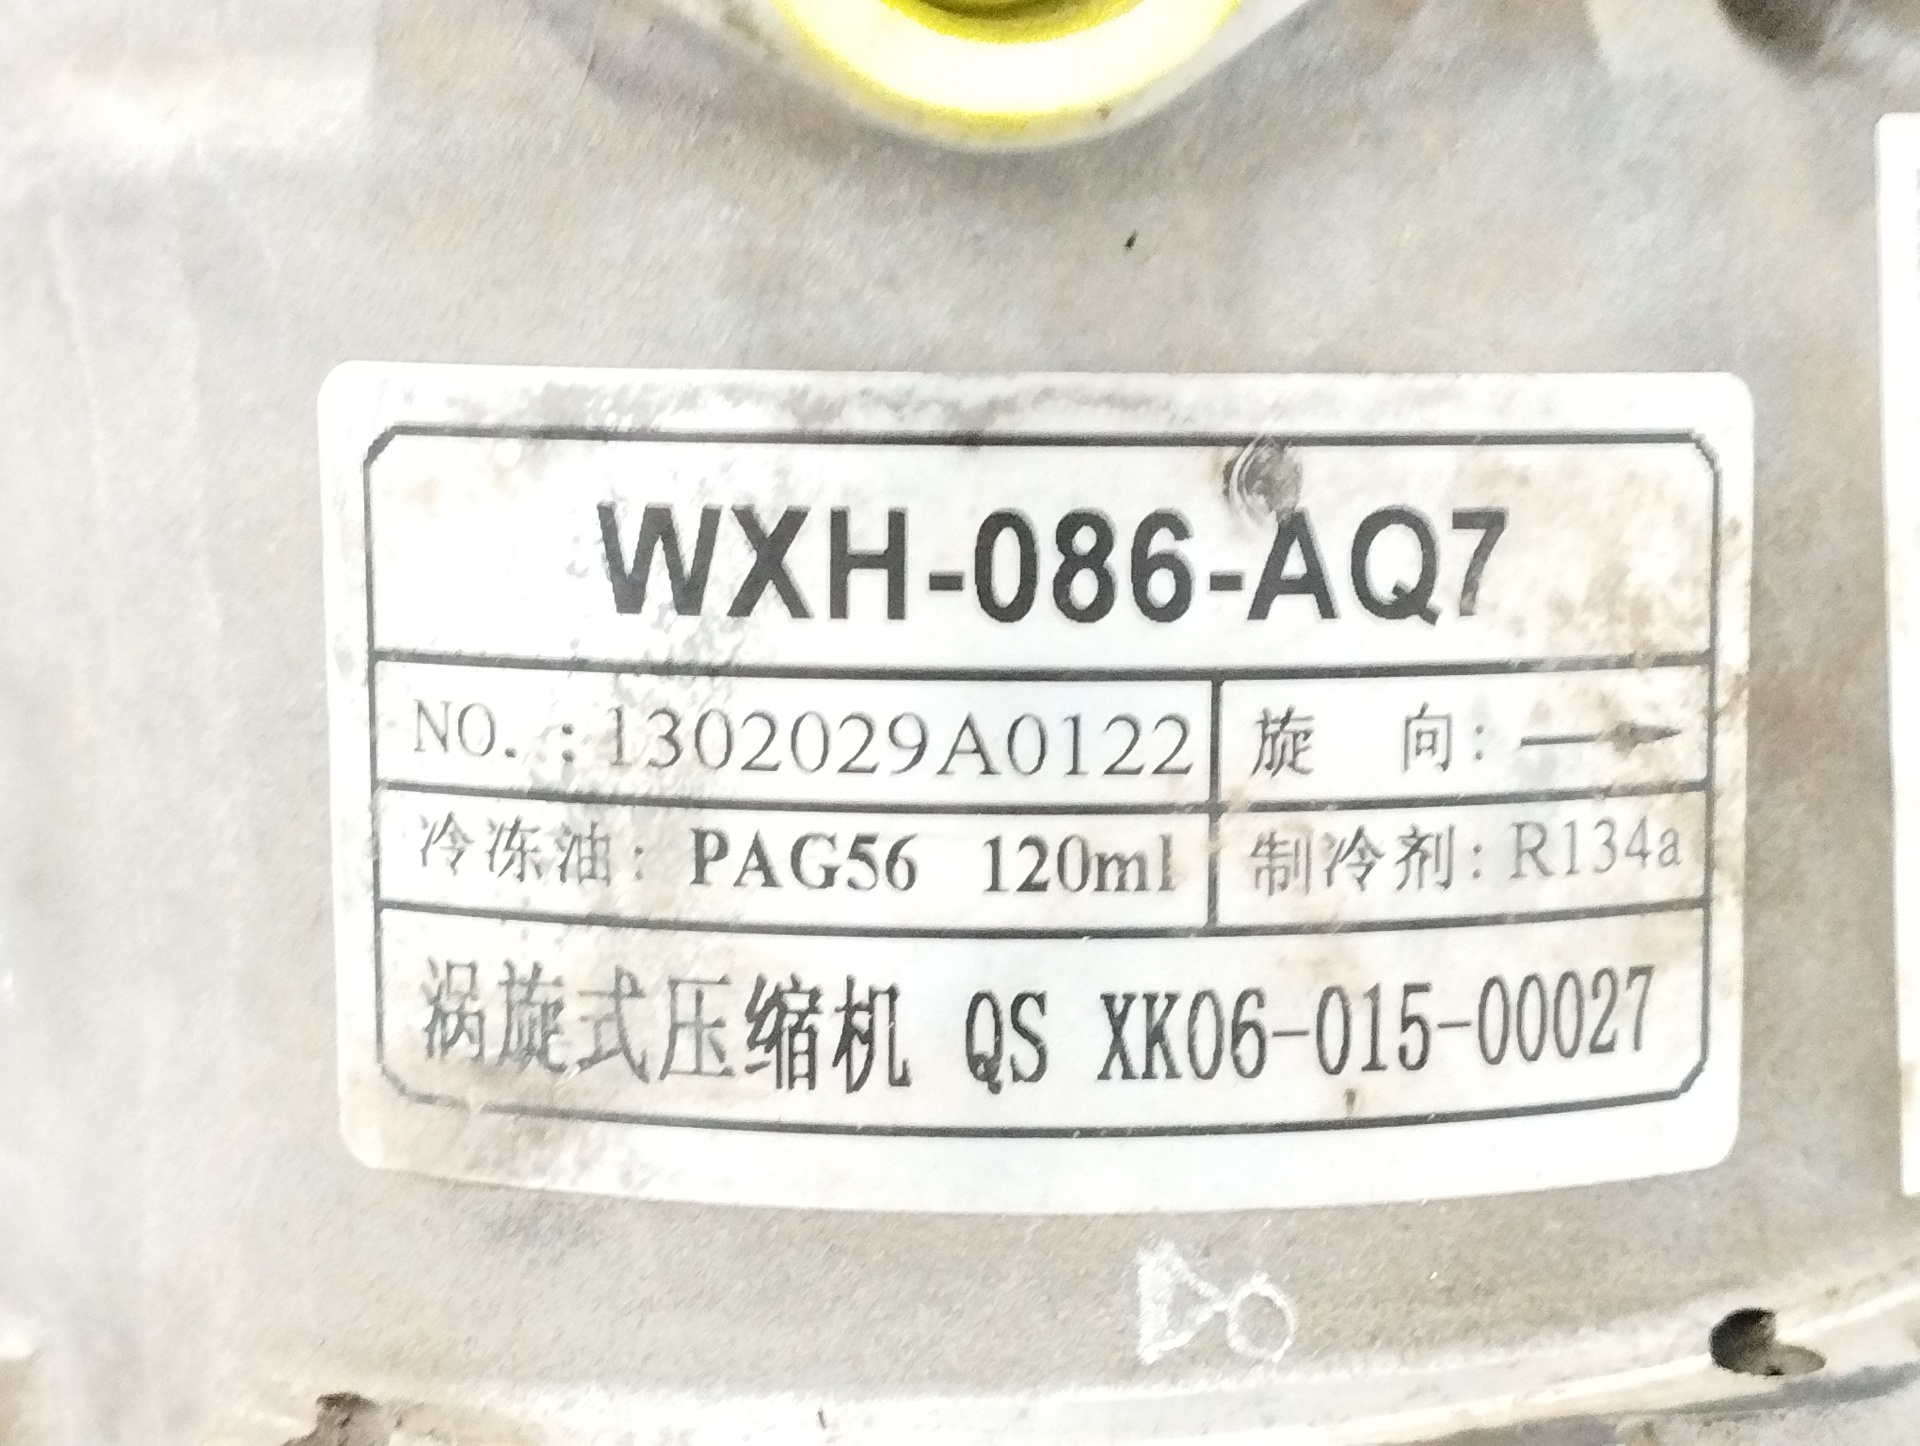 WXH-086-AQ7
NO.:1302029A0122 旋 向:
冷冻油: PAG56 120ml 制冷剂: R134a
涡旋式压缩机 QS XK06-015-00027